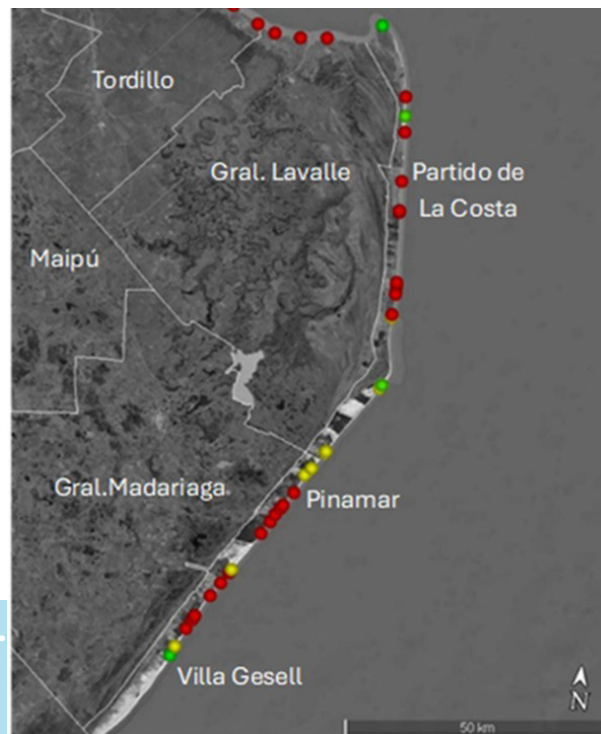 Tordillo
Gral. Lavalle
Partido de
La Costa
Maipú
Gral.Madariaga
Pinamar
Villa Gesell
N
50 km